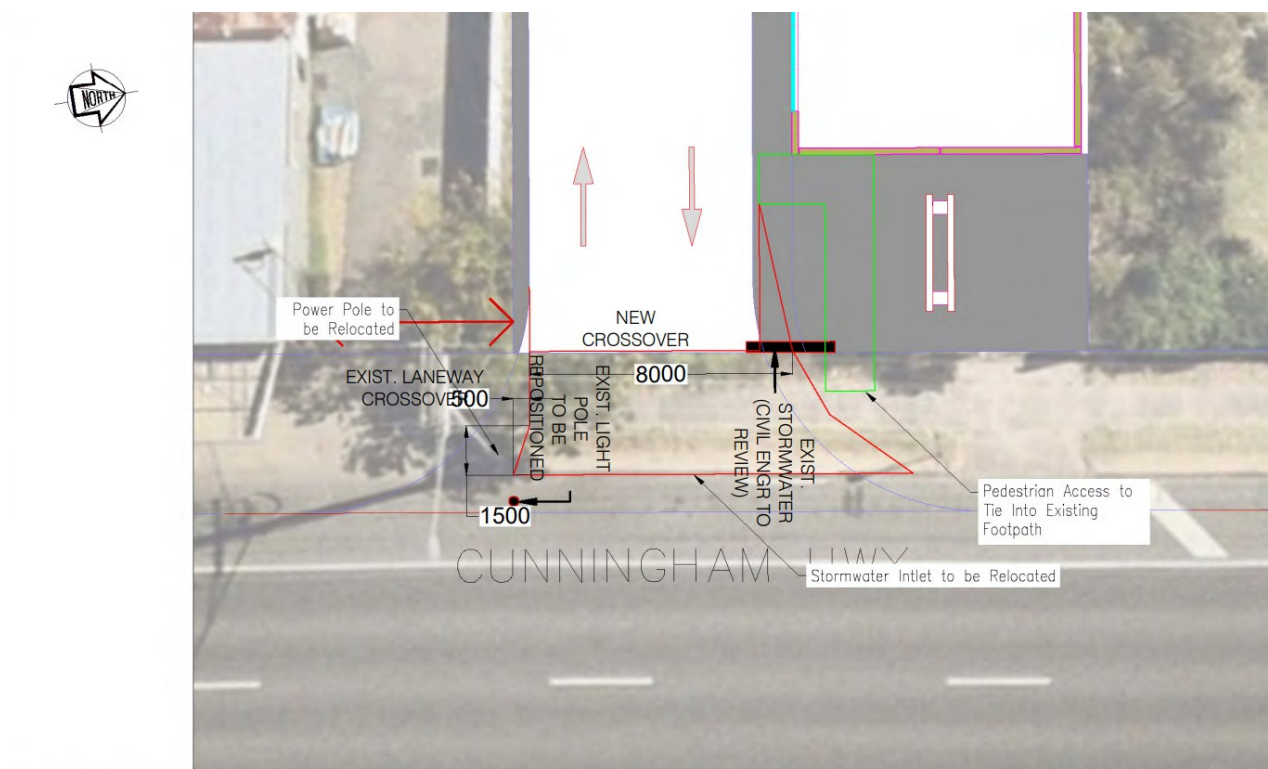 NORTH
Power Pole to
be Relocated
NEW
CROSSOVER
EXIST. LANEWAY
CROSSOVER
500
8000
1500
EXIST. LIGHT
POLE
TO BE
REPOSITIONED
EXIST.
STORMWATER
(CIVIL ENGR TO
REVIEW)
Pedestrian Access to
Tie Into Existing
Footpath
CUNNINGHAM HWY
Stormwater Intlet to be Relocated